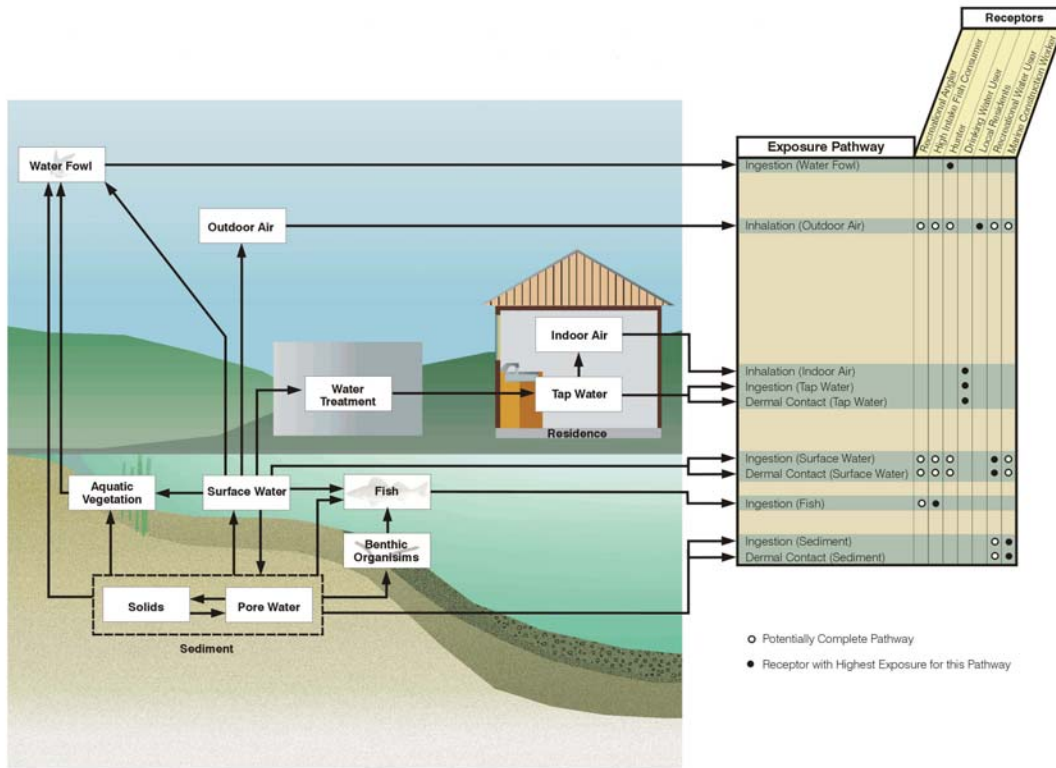 Receptors
Recreational Angler
High Intake Fish Consumer
Hunter
Drinking Water User
Local Residents
Recreational Water User
Marine Construction Worker
Exposure Pathway
Water Fowl
Ingestion (Water Fowl)
Outdoor Air
Inhalation (Outdoor Air)
Indoor Air
Inhalation (Indoor Air)
Water
Treatment
Tap Water
Ingestion (Tap Water)
Dermal Contact (Tap Water)
Residence
Ingestion (Surface Water)
Dermal Contact (Surface Water)
Aquatic
Vegetation
Surface Water
Fish
Ingestion (Fish)
Benthic
Organisims
Ingestion (Sediment)
Dermal Contact (Sediment)
Solids
Pore Water
Sediment
Potentially Complete Pathway
Receptor with Highest Exposure for this Pathway